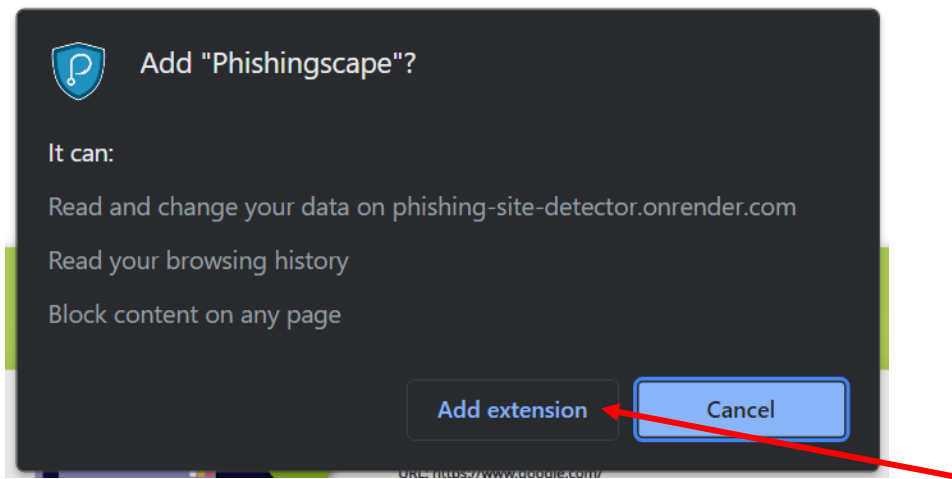 Add "Phishingscape"?
It can:
Read and change your data on phishing-site-detector.onrender.com
Read your browsing history
Block content on any page
Add extension
Cancel
URL: https://www.google.com/